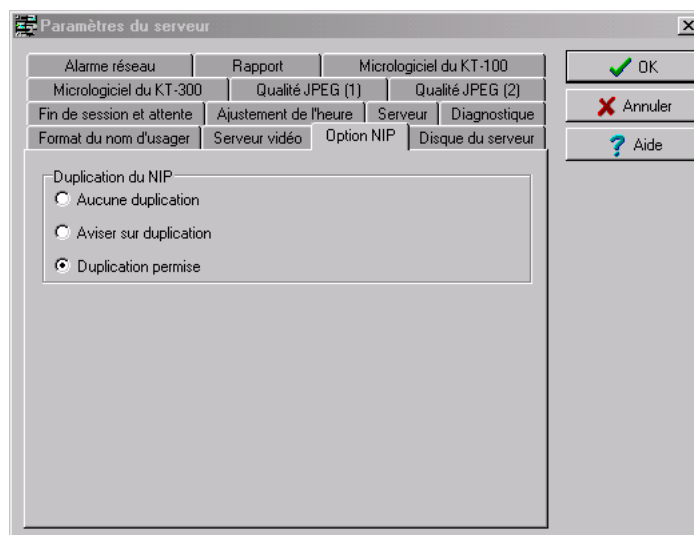 Paramètres du serveur
Alarme réseau Rapport Micrologiciel du KT-100
Micrologiciel du KT-300 Qualité JPEG (1) Qualité JPEG (2)
Fin de session et attente Ajustement de l'heure Serveur Diagnostique
Format du nom d'usager Serveur vidéo Option NIP Disque du serveur
Duplication du NIP
Aucune duplication
Aviser sur duplication
Duplication permise
OK
Annuler
Aide